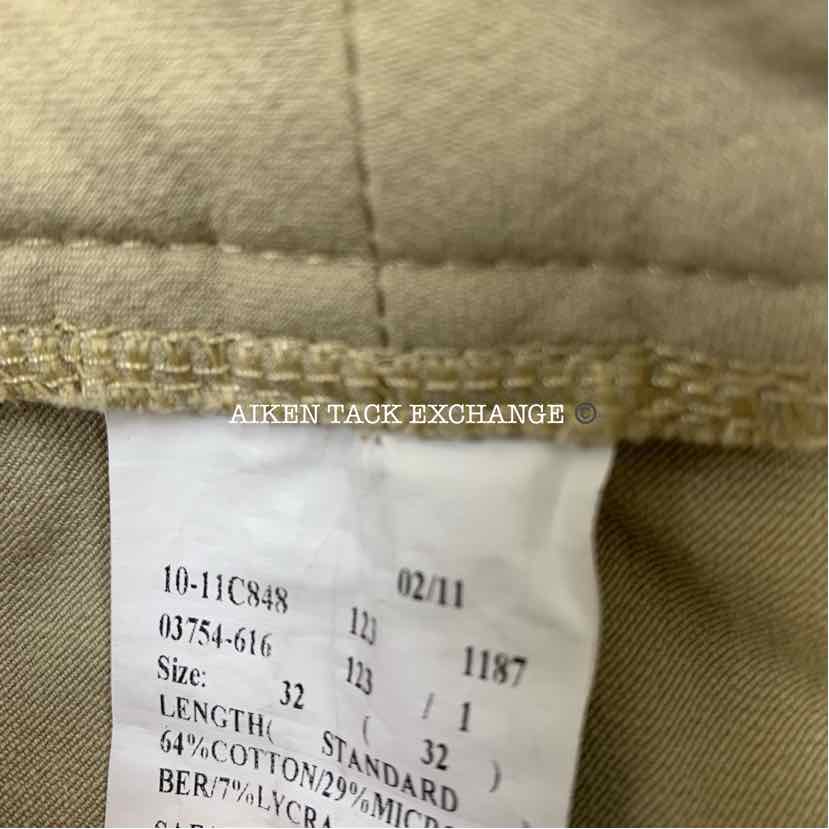 AIKEN TACK EXCHANGE ©
10-11C848 02/11
03754-616 123 1187
Size: 123 / 1
32 ( 32 )
LENGTH( STANDARD )
64%COTTON/29%MICRO
BER/7%LYCRA